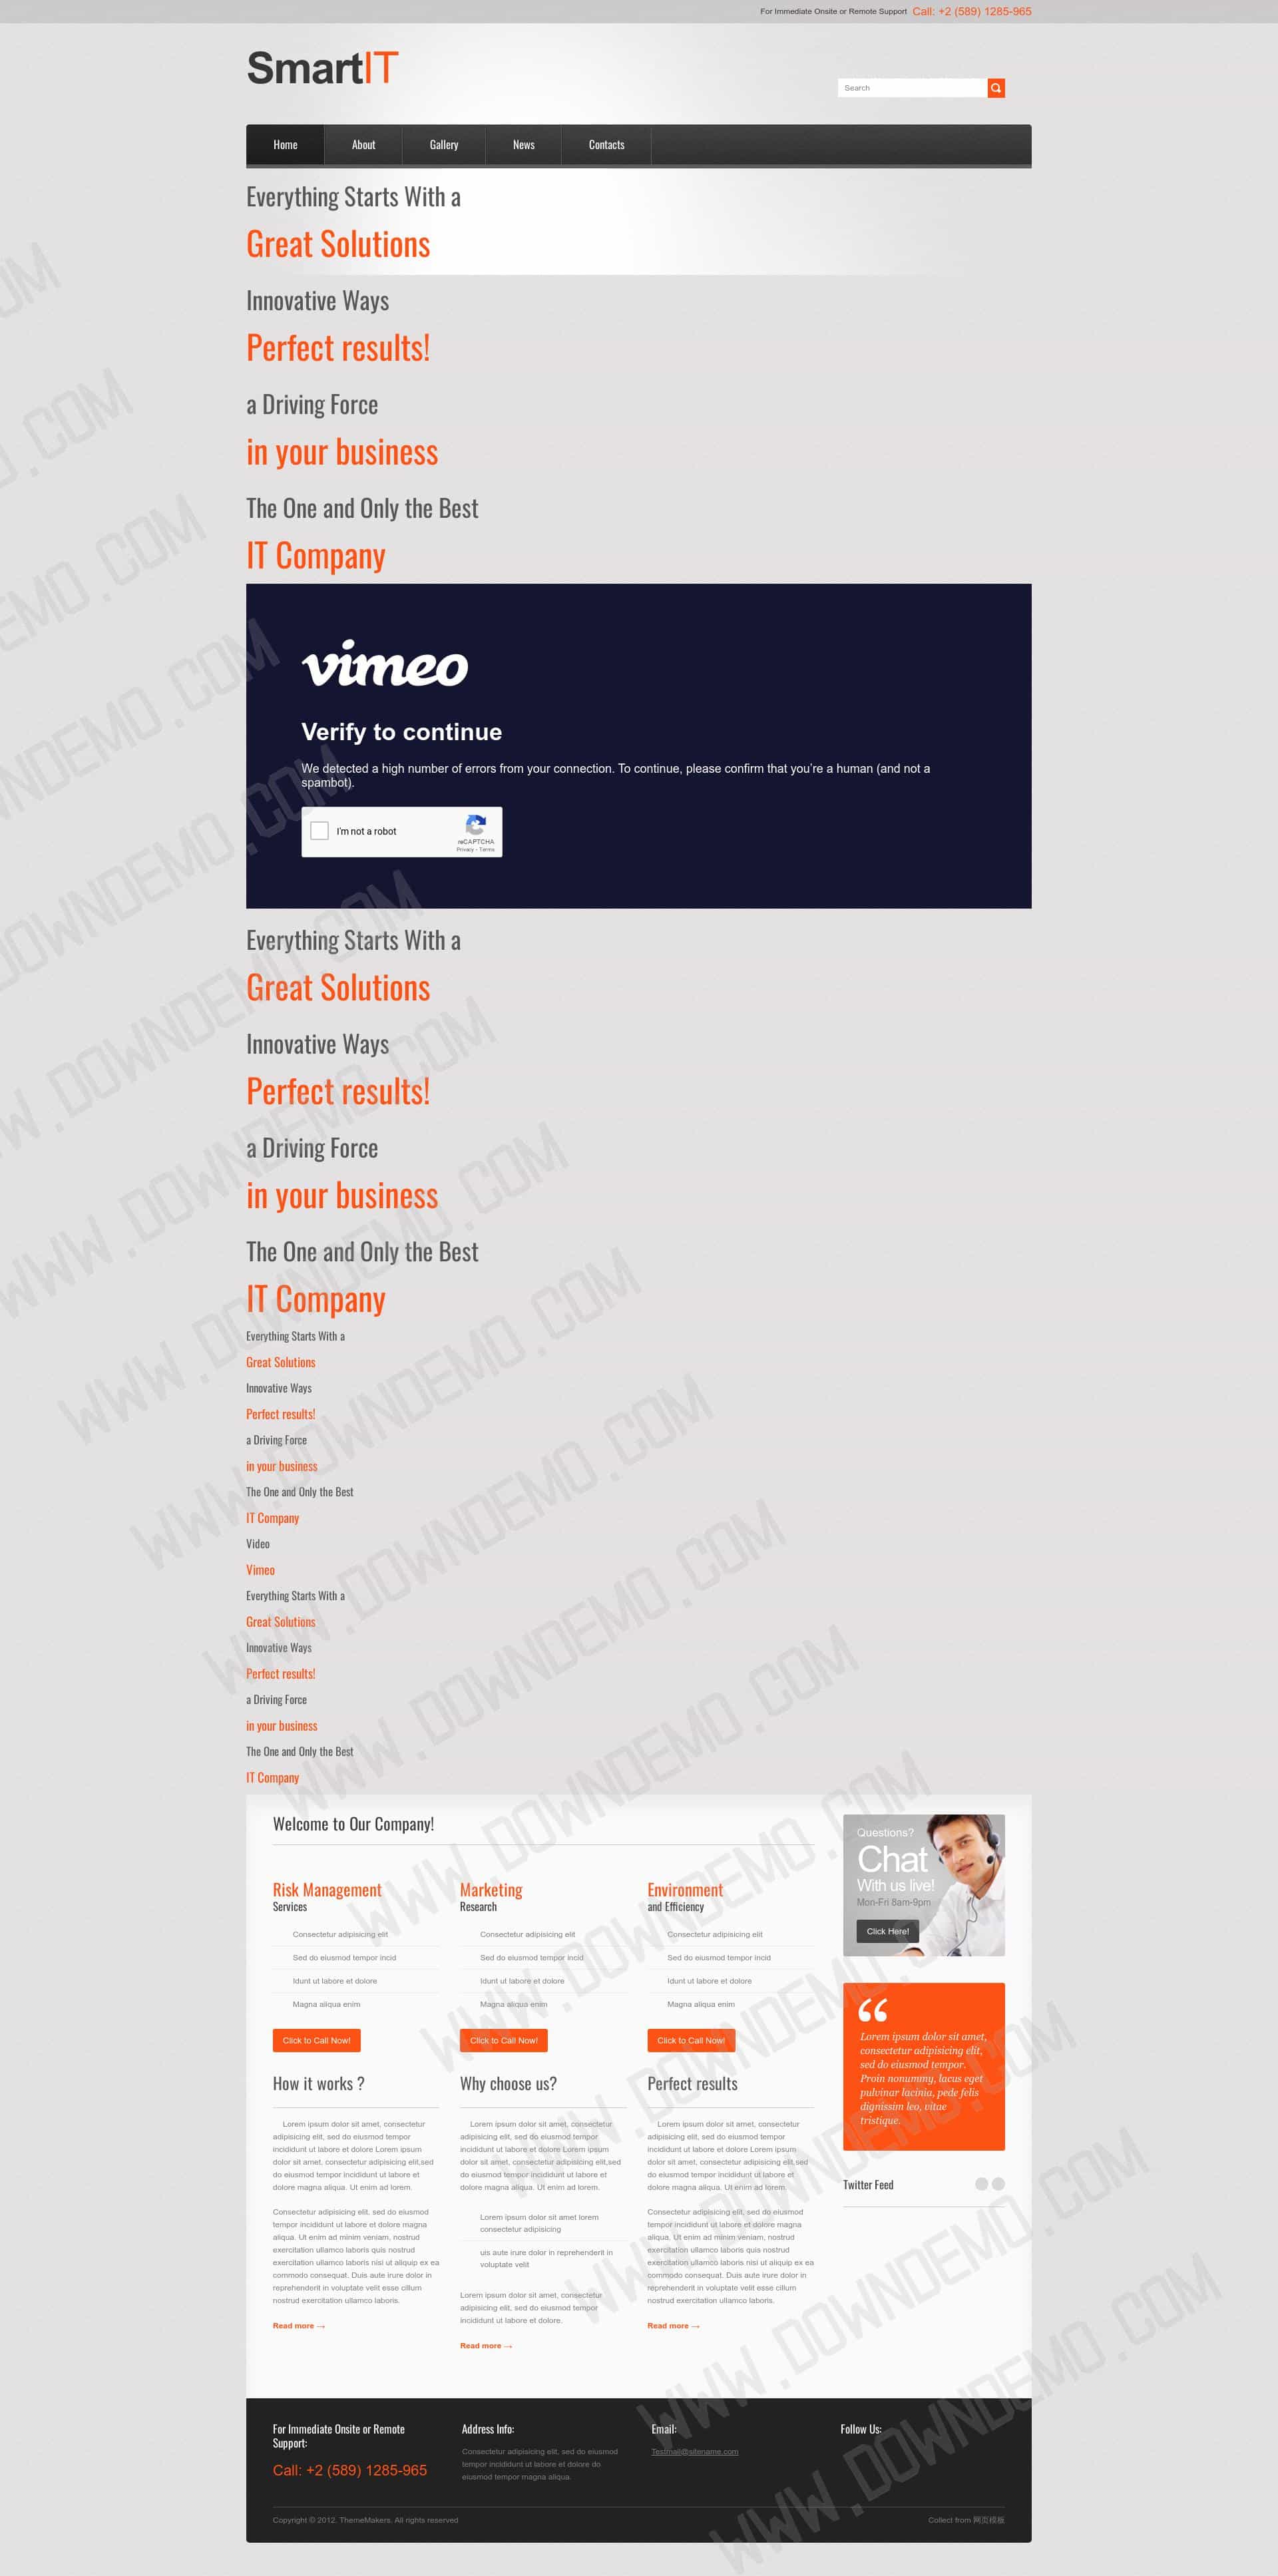 For Immediate Onsite or Remote Support Call: +2 (589) 1285-965
SmartIT
Search
Home About Gallery News Contacts
Everything Starts With a
Great Solutions
Innovative Ways
Perfect results!
a Driving Force
in your business
The One and Only the Best
IT Company
vimeo
Verify to continue
We detected a high number of errors from your connection. To continue, please confirm that you're a human (and not a
spambot).
I'm not a robot
reCAPTCHA
Privacy - Terms
Everything Starts With a
Great Solutions
Innovative Ways
Perfect results!
a Driving Force
in your business
The One and Only the Best
IT Company
Everything Starts With a
Great Solutions
Innovative Ways
Perfect results!
a Driving Force
in your business
The One and Only the Best
IT Company
Video
Vimeo
Everything Starts With a
Great Solutions
Innovative Ways
Perfect results!
a Driving Force
in your business
The One and Only the Best
IT Company
Welcome to Our Company!
Risk Management
Services
Consectetur adipisicing elit
Sed do eiusmod tempor incid
Idunt ut labore et dolore
Magna aliqua enim
Click to Call Now!
Marketing
Research
Consectetur adipisicing elit
Sed do eiusmod tempor incid
Idunt ut labore et dolore
Magna aliqua enim
Click to Call Now!
Environment
and Efficiency
Consectetur adipisicing elit
Sed do eiusmod tempor incid
Idunt ut labore et dolore
Magna aliqua enim
Click to Call Now!
How it works ?
Lorem ipsum dolor sit amet, consectetur
adipisicing elit, sed do eiusmod tempor
incididunt ut labore et dolore Lorem ipsum
dolor sit amet, consectetur adipisicing elit,sed
do eiusmod tempor incididunt ut labore et
dolore magna aliqua. Ut enim ad lorem.
Consectetur adipisicing elit, sed do eiusmod
tempor incididunt ut labore et dolore magna
aliqua. Ut enim ad minim veniam, nostrud
exercitation ullamco laboris quis nostrud
exercitation ullamco laboris nisi ut aliquip ex ea
commodo consequat. Duis aute irure dolor in
reprehenderit in voluptate velit esse cillum
nostrud exercitation ullamco laboris.
Read more →
Why choose us?
Lorem ipsum dolor sit amet, consectetur
adipisicing elit, sed do eiusmod tempor
incididunt ut labore et dolore Lorem ipsum
dolor sit amet, consectetur adipisicing elit,sed
do eiusmod tempor incididunt ut labore et
dolore magna aliqua. Ut enim ad lorem.
Lorem ipsum dolor sit amet lorem
consectetur adipisicing
uis aute irure dolor in reprehenderit in
voluptate velit
Lorem ipsum dolor sit amet, consectetur
adipisicing elit, sed do eiusmod tempor
incididunt ut labore et dolore.
Read more →
Perfect results
Lorem ipsum dolor sit amet, consectetur
adipisicing elit, sed do eiusmod tempor
incididunt ut labore et dolore Lorem ipsum
dolor sit amet, consectetur adipisicing elit,sed
do eiusmod tempor incididunt ut labore et
dolore magna aliqua. Ut enim ad lorem.
Consectetur adipisicing elit, sed do eiusmod
tempor incididunt ut labore et dolore magna
aliqua. Ut enim ad minim veniam, nostrud
exercitation ullamco laboris quis nostrud
exercitation ullamco laboris nisi ut aliquip ex ea
commodo consequat. Duis aute irure dolor in
reprehenderit in voluptate velit esse cillum
nostrud exercitation ullamco laboris.
Read more →
Questions?
Chat
With us live!
Mon-Fri 8am-9pm
Click Here!
“
Lorem ipsum dolor sit amet,
consectetur adipisicing elit,
sed do eiusmod tempor.
Proin nonummy, lacus eget
pulvinar lacinia, pede felis
dignissim leo, vitae
tristique.
Twitter Feed
For Immediate Onsite or Remote
Support:
Call: +2 (589) 1285-965
Address Info:
Consectetur adipisicing elit, sed do eiusmod
tempor incididunt ut labore et dolore do
eiusmod tempor magna aliqua.
Email:
Testmail@sitename.com
Follow Us:
Copyright © 2012. ThemeMakers. All rights reserved
Collect from 网页模板
WWW.DOWNDEMO.COM